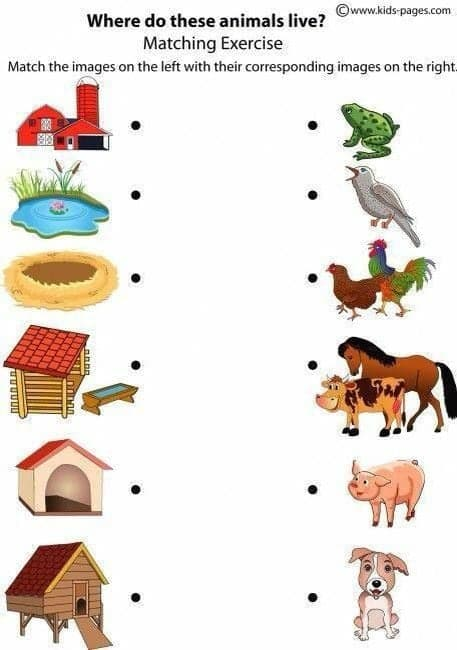 ©www.kids-pages.com
Where do these animals live?
Matching Exercise
Match the images on the left with their corresponding images on the right.